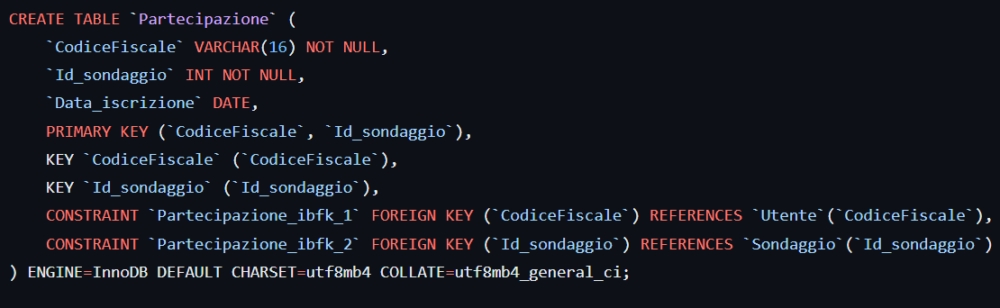 CREATE TABLE `Partecipazione` (
    `CodiceFiscale` VARCHAR(16) NOT NULL,
    `Id_sondaggio` INT NOT NULL,
    `Data_iscrizione` DATE,
    PRIMARY KEY (`CodiceFiscale`, `Id_sondaggio`),
    KEY `CodiceFiscale` (`CodiceFiscale`),
    KEY `Id_sondaggio` (`Id_sondaggio`),
    CONSTRAINT `Partecipazione_ibfk_1` FOREIGN KEY (`CodiceFiscale`) REFERENCES `Utente`(`CodiceFiscale`),
    CONSTRAINT `Partecipazione_ibfk_2` FOREIGN KEY (`Id_sondaggio`) REFERENCES `Sondaggio`(`Id_sondaggio`)
) ENGINE=InnoDB DEFAULT CHARSET=utf8mb4 COLLATE=utf8mb4_general_ci;